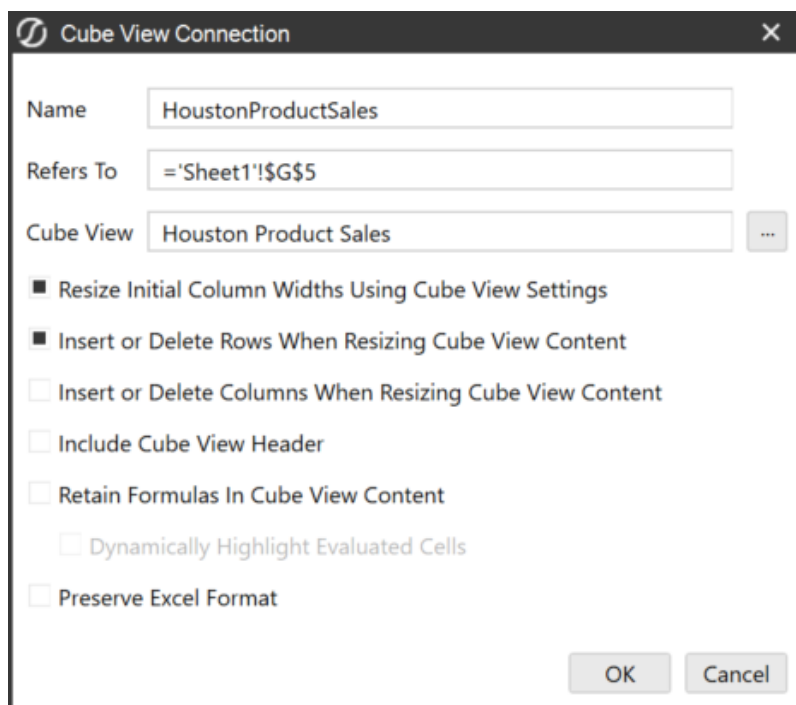 Cube View Connection
Name HoustonProductSales
Refers To ='Sheet1'!$G$5
Cube View Houston Product Sales ...
Resize Initial Column Widths Using Cube View Settings
Insert or Delete Rows When Resizing Cube View Content
Insert or Delete Columns When Resizing Cube View Content
Include Cube View Header
Retain Formulas In Cube View Content
Dynamically Highlight Evaluated Cells
Preserve Excel Format
OK Cancel